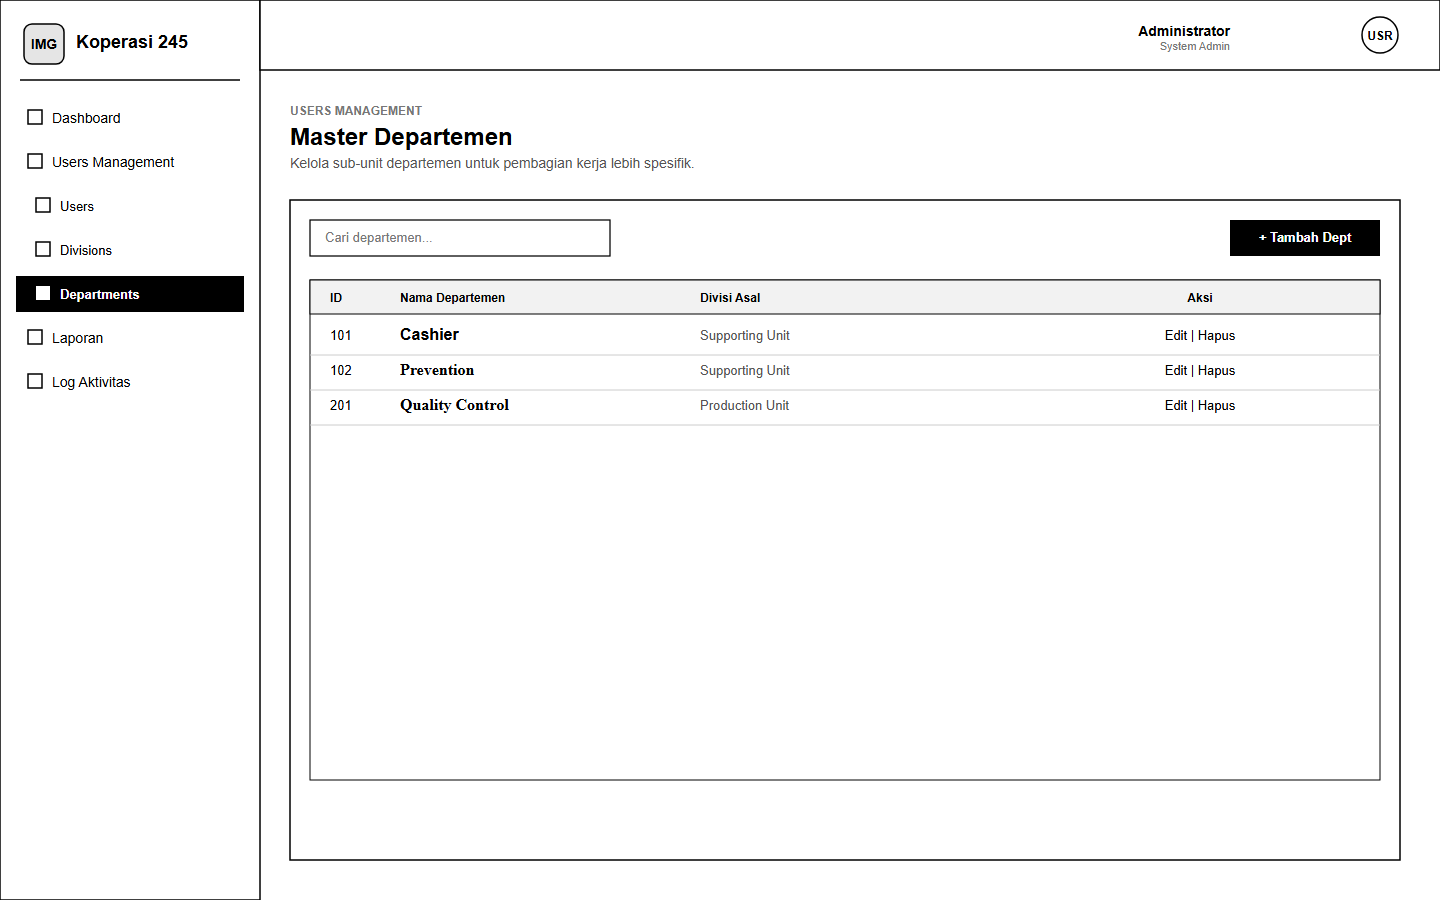 IMG
Koperasi 245
Administrator
System Admin
USR
Dashboard
Users Management
Users
Divisions
Departments
Laporan
Log Aktivitas
USERS MANAGEMENT
Master Departemen
Kelola sub-unit departemen untuk pembagian kerja lebih spesifik.
Cari departemen...
+ Tambah Dept
ID Nama Departemen Divisi Asal Aksi
101 Cashier Supporting Unit Edit | Hapus
102 Prevention Supporting Unit Edit | Hapus
201 Quality Control Production Unit Edit | Hapus